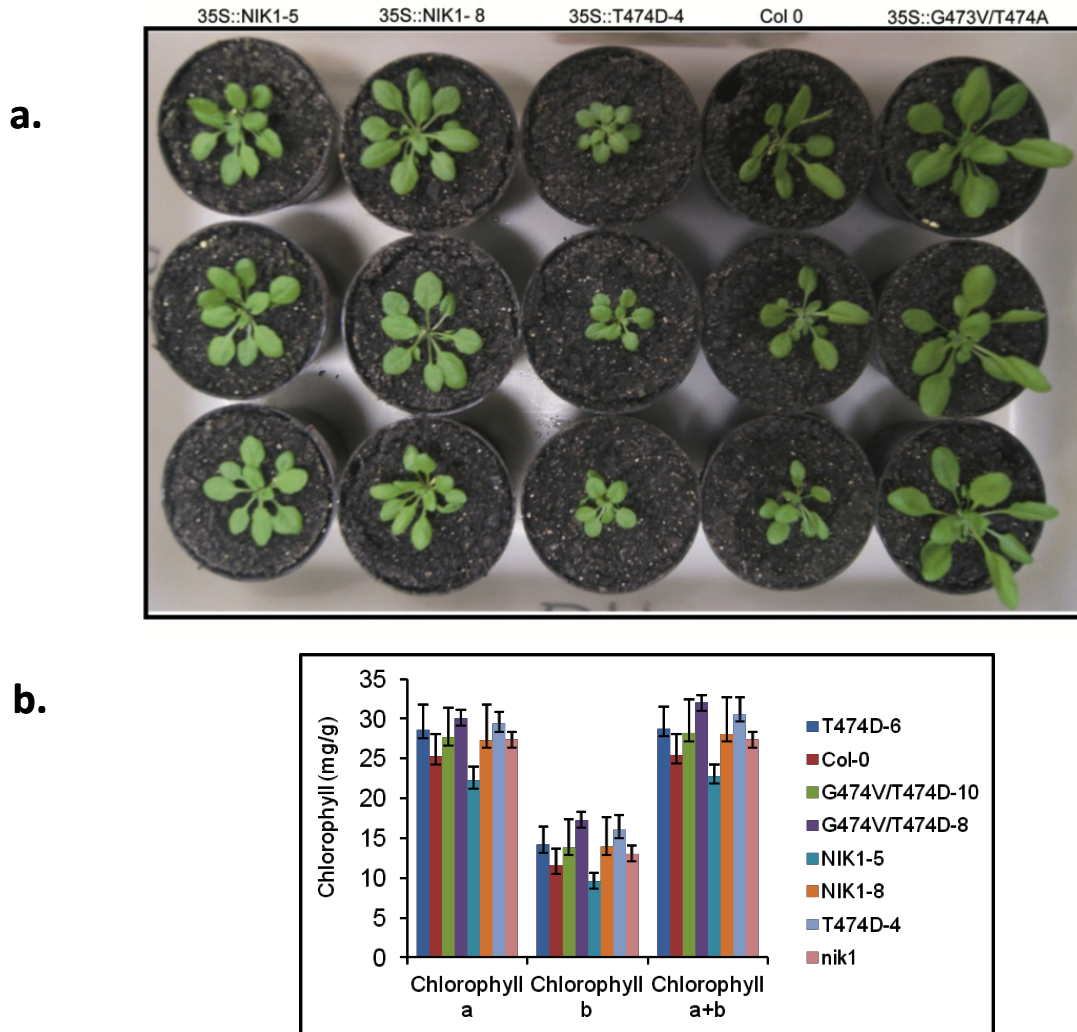 35S::NIK1-5 35S::NIK1- 8 35S::T474D-4 Col 0 35S::G473V/T474A
a.
b.
35
30
25
20
15
10
5
0
Chlorophyll (mg/g)
Chlorophyll a
Chlorophyll b
Chlorophyll a+b
T474D-6
Col-0
G474V/T474D-10
G474V/T474D-8
NIK1-5
NIK1-8
T474D-4
nik1